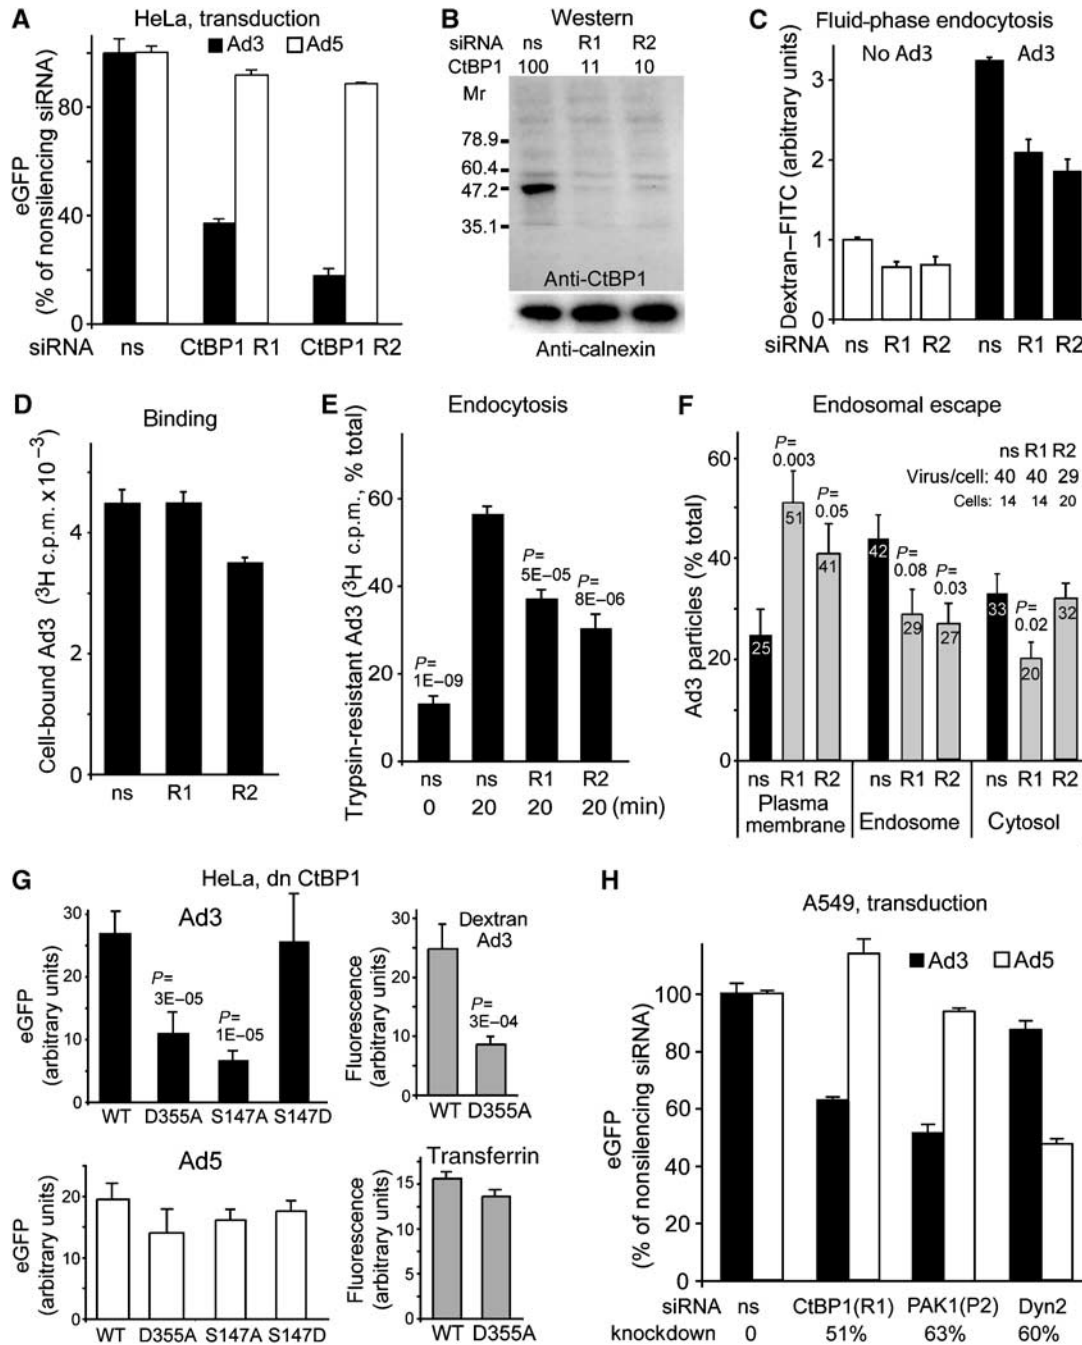 A
HeLa, transduction
Ad3 Ad5
eGFP
(% of nonsilencing siRNA)
80
40
0
siRNA ns CtBP1 R1 CtBP1 R2
B
Western
siRNA ns R1 R2
CtBP1 100 11 10
Mr
78.9
60.4
47.2
35.1
Anti-CtBP1
Anti-calnexin
C
Fluid-phase endocytosis
No Ad3 Ad3
Dextran–FITC (arbitrary units)
3
2
1
0
siRNA ns R1 R2 ns R1 R2
D
Binding
Cell-bound Ad3 (³H c.p.m. x 10⁻³)
4
2
0
ns R1 R2
E
Endocytosis
Trypsin-resistant Ad3 (³H c.p.m., % total)
60
40
20
0
P= 1E–09
P= 5E–05
P= 8E–06
ns ns R1 R2
0 20 20 20 (min)
F
Endosomal escape
ns R1 R2
Virus/cell: 40 40 29
Cells: 14 14 20
Ad3 particles (% total)
60
40
20
0
P= 0.003
P= 0.05
P= 0.08
P= 0.03
P= 0.02
25 51 41 42 29 27 33 20 32
ns R1 R2 ns R1 R2 ns R1 R2
Plasma membrane Endosome Cytosol
G
HeLa, dn CtBP1
Ad3
eGFP
(arbitrary units)
30
20
10
0
P= 3E–05
P= 1E–05
WT D355A S147A S147D
Dextran
Ad3
Fluorescence
(arbitrary units)
30
20
10
0
P= 3E–04
WT D355A
Ad5
eGFP
(arbitrary units)
20
10
0
WT D355A S147A S147D
Transferrin
Fluorescence
(arbitrary units)
15
10
5
0
WT D355A
H
A549, transduction
Ad3 Ad5
eGFP
(% of nonsilencing siRNA)
100
80
60
40
20
0
siRNA ns CtBP1(R1) PAK1(P2) Dyn2
knockdown 0 51% 63% 60%